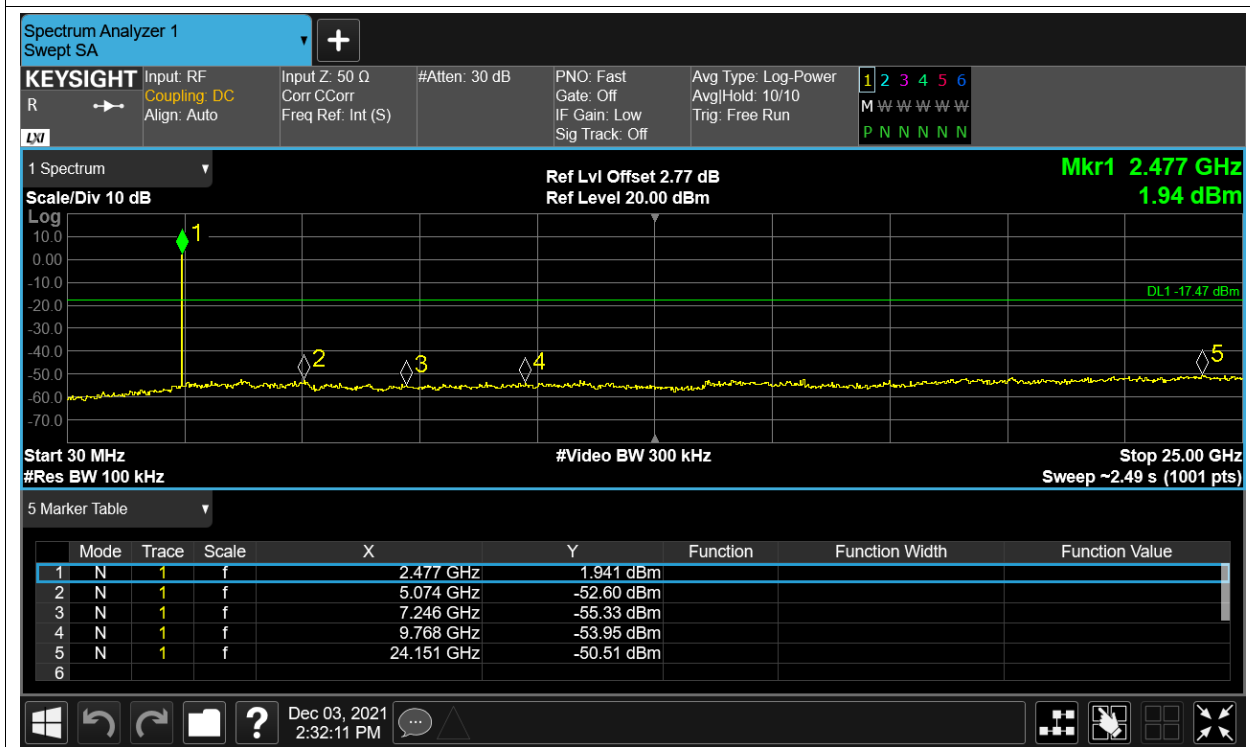 Spectrum Analyzer 1
Swept SA
+
KEYSIGHT Input: RF Input Z: 50 Ω #Atten: 30 dB PNO: Fast Avg Type: Log-Power 1 2 3 4 5 6
R Coupling: DC Corr CCorr Gate: Off Avg|Hold: 10/10 M W W W W W
Align: Auto Freq Ref: Int (S) IF Gain: Low Trig: Free Run
LXI Sig Track: Off P N N N N N
1 Spectrum Ref Lvl Offset 2.77 dB Mkr1 2.477 GHz
Scale/Div 10 dB Ref Level 20.00 dBm 1.94 dBm
Log
10.0 1
0.00
-10.0
DL1 -17.47 dBm
-20.0
-30.0
-40.0 2 3 4 5
-50.0
-60.0
-70.0
Start 30 MHz #Video BW 300 kHz Stop 25.00 GHz
#Res BW 100 kHz Sweep ~2.49 s (1001 pts)
5 Marker Table
Mode Trace Scale X Y Function Function Width Function Value
1 N 1 f 2.477 GHz 1.941 dBm
2 N 1 f 5.074 GHz -52.60 dBm
3 N 1 f 7.246 GHz -55.33 dBm
4 N 1 f 9.768 GHz -53.95 dBm
5 N 1 f 24.151 GHz -50.51 dBm
6
? Dec 03, 2021
2:32:11 PM